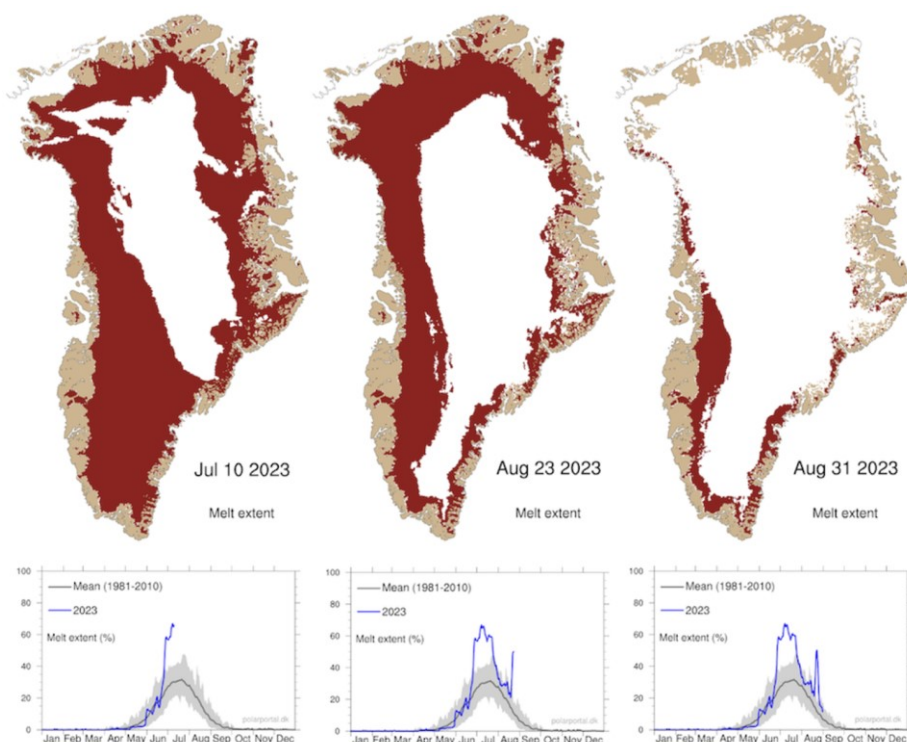 Jul 10 2023
Melt extent
Aug 23 2023
Melt extent
Aug 31 2023
Melt extent
100
80
60
40
20
0
Mean (1981-2010)
2023
Melt extent (%)
polarportal.dk
Jan Feb Mar Apr May Jun Jul Aug Sep Oct Nov Dec
100
80
60
40
20
0
Mean (1981-2010)
2023
Melt extent (%)
polarportal.dk
Jan Feb Mar Apr May Jun Jul Aug Sep Oct Nov Dec
100
80
60
40
20
0
Mean (1981-2010)
2023
Melt extent (%)
polarportal.dk
Jan Feb Mar Apr May Jun Jul Aug Sep Oct Nov Dec